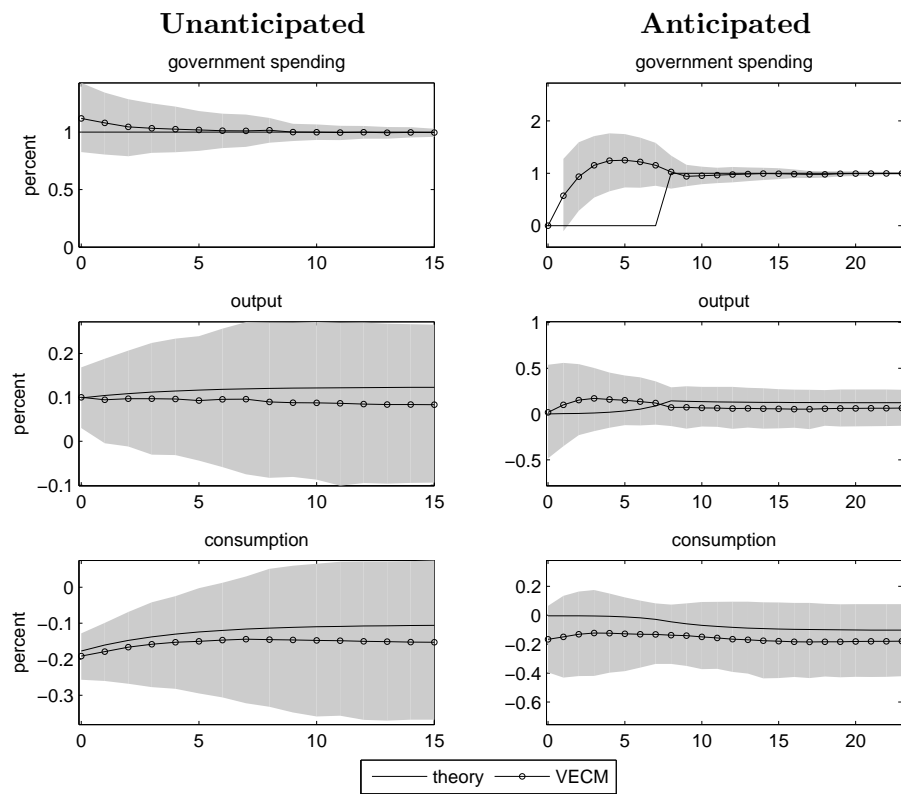 Unanticipated Anticipated
government spending government spending
percent
1
0.5
0
0 5 10 15
2
1
0
0 5 10 15 20
output output
percent
0.2
0.1
0
−0.1
0 5 10 15
1
0.5
0
−0.5
0 5 10 15 20
consumption consumption
percent
0
−0.1
−0.2
−0.3
0 5 10 15
0.2
0
−0.2
−0.4
−0.6
0 5 10 15 20
theory VECM